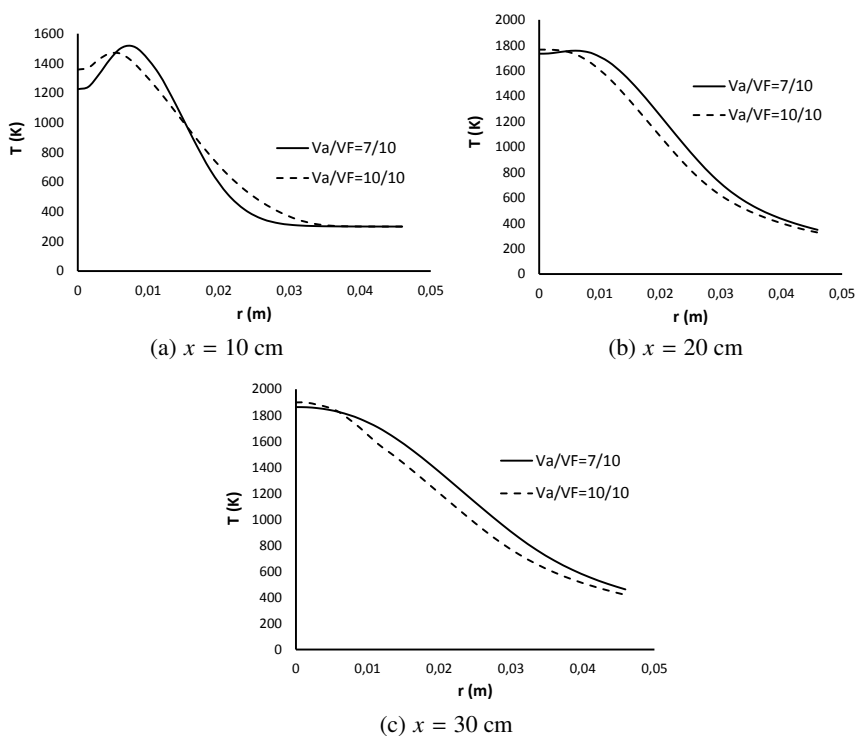 1600
1400
1200
1000
800
600
400
200
0
T (K)
Va/VF=7/10
Va/VF=10/10
0 0,01 0,02 0,03 0,04 0,05
r (m)
(a) x = 10 cm
2000
1800
1600
1400
1200
1000
800
600
400
200
0
T (K)
Va/VF=7/10
Va/VF=10/10
0 0,01 0,02 0,03 0,04 0,05
r (m)
(b) x = 20 cm
2000
1800
1600
1400
1200
1000
800
600
400
200
0
T (K)
Va/VF=7/10
Va/VF=10/10
0 0,01 0,02 0,03 0,04 0,05
r (m)
(c) x = 30 cm